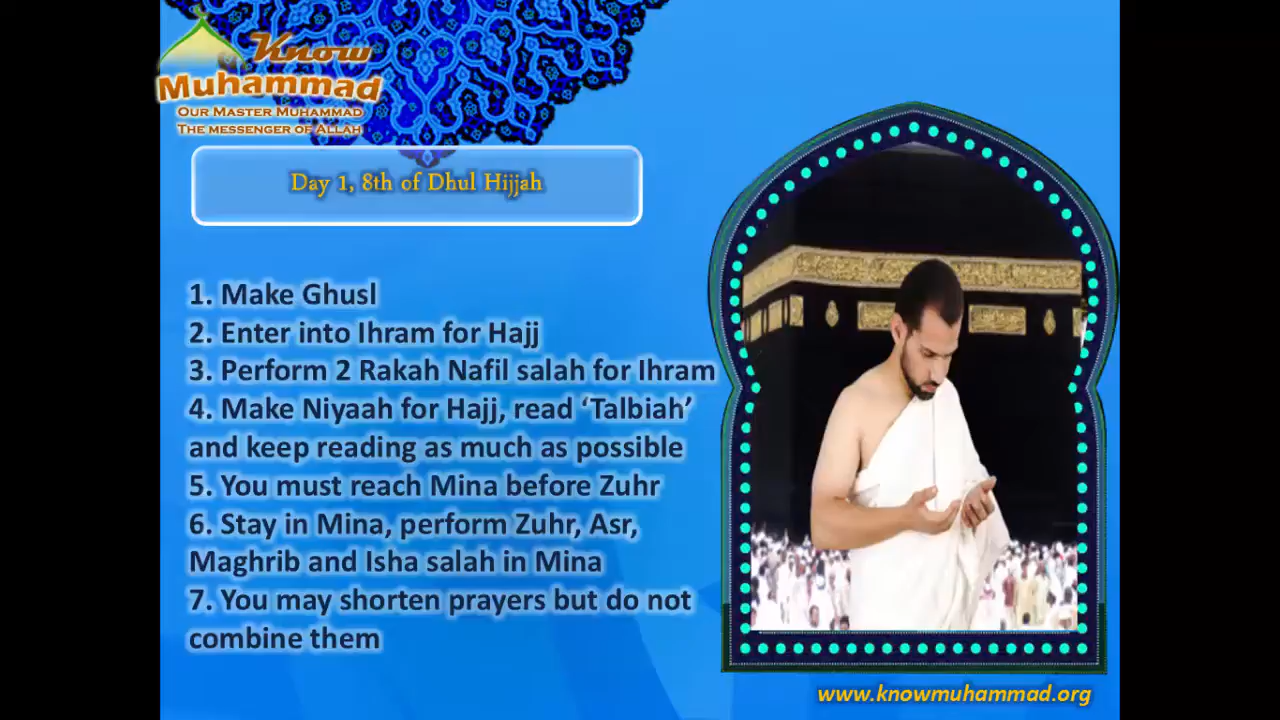 Know
Muhammad
Our Master Muhammad
The messenger of Allah
Day 1, 8th of Dhul Hijjah
1. Make Ghusl
2. Enter into Ihram for Hajj
3. Perform 2 Rakah Nafil salah for Ihram
4. Make Niyaah for Hajj, read ‘Talbiah’
and keep reading as much as possible
5. You must reach Mina before Zuhr
6. Stay in Mina, perform Zuhr, Asr,
Maghrib and Isha salah in Mina
7. You may shorten prayers but do not
combine them
www.knowmuhammad.org